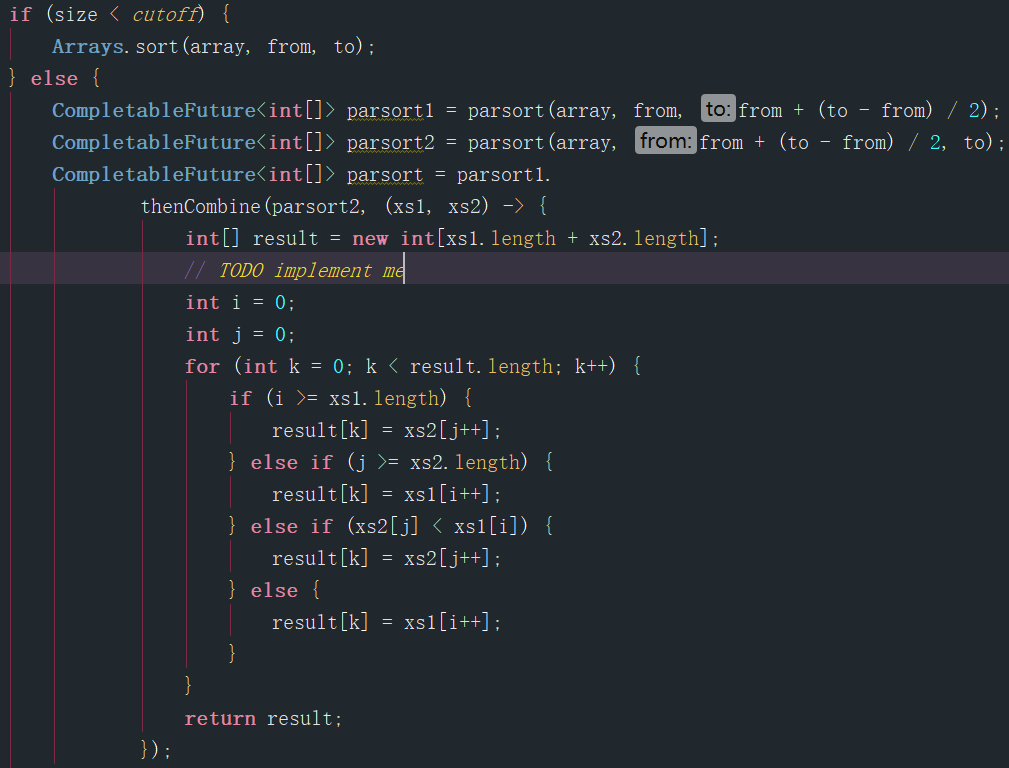 if (size < cutoff) {
    Arrays.sort(array, from, to);
} else {
    CompletableFuture<int[]> parsort1 = parsort(array, from, to: from + (to - from) / 2);
    CompletableFuture<int[]> parsort2 = parsort(array, from: from + (to - from) / 2, to);
    CompletableFuture<int[]> parsort = parsort1.
            thenCombine(parsort2, (xs1, xs2) -> {
                int[] result = new int[xs1.length + xs2.length];
                // TODO implement me
                int i = 0;
                int j = 0;
                for (int k = 0; k < result.length; k++) {
                    if (i >= xs1.length) {
                        result[k] = xs2[j++];
                    } else if (j >= xs2.length) {
                        result[k] = xs1[i++];
                    } else if (xs2[j] < xs1[i]) {
                        result[k] = xs2[j++];
                    } else {
                        result[k] = xs1[i++];
                    }
                }
                return result;
            });